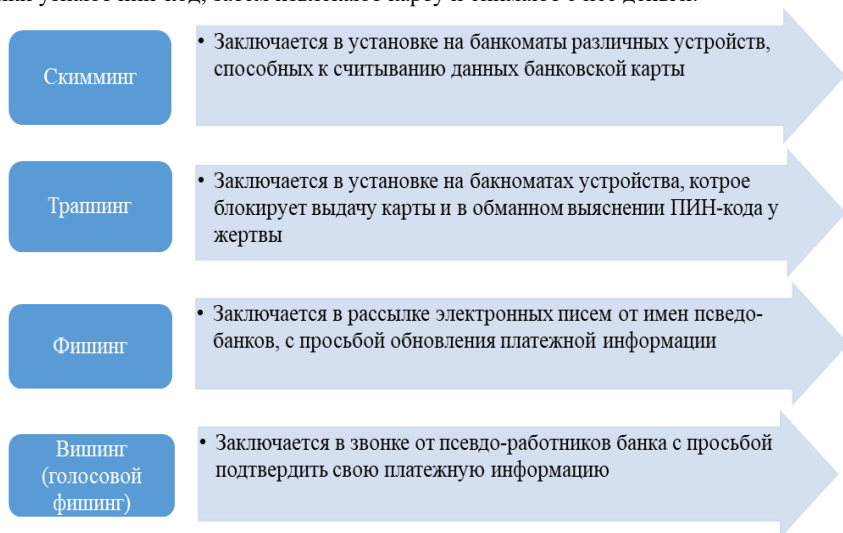 Скимминг
• Заключается в установке на банкоматы различных устройств,
способных к считыванию данных банковской карты
Траппинг
• Заключается в установке на бакноматах устройства, котрое
блокирует выдачу карты и в обманном выяснении ПИН-кода у
жертвы
Фишинг
• Заключается в рассылке электронных писем от имен псведо-
банков, с просьбой обновления платежной информации
Вишинг
(голосовой
фишинг)
• Заключается в звонке от псевдо-работников банка с просьбой
подтвердить свою платежную информацию